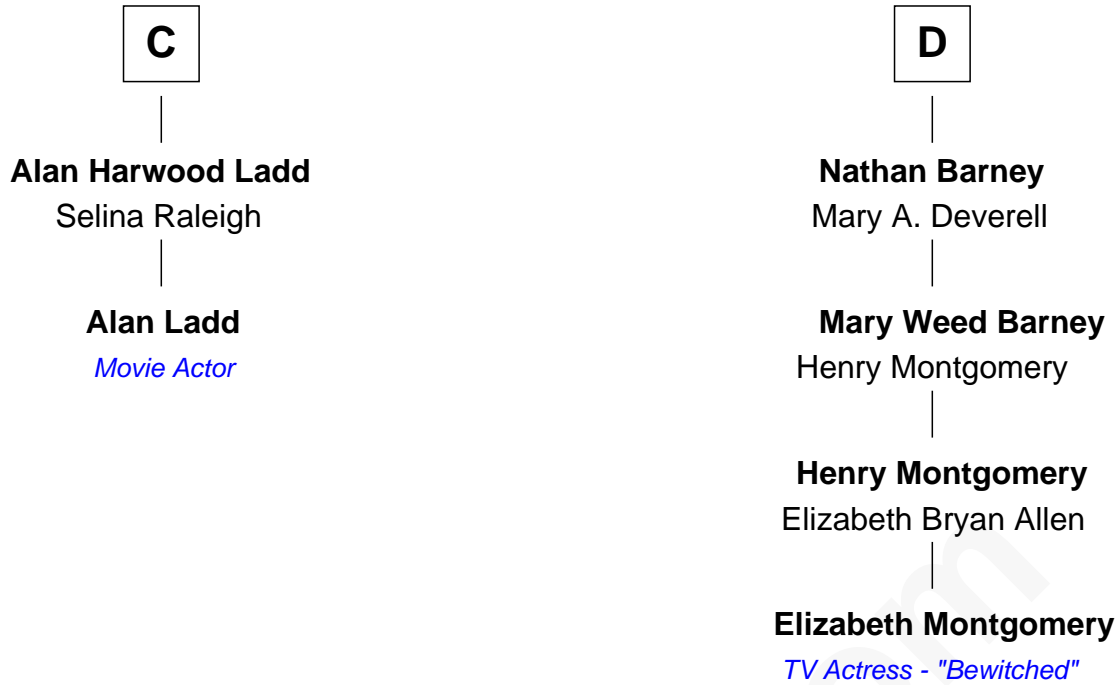 C
Alan Harwood Ladd
Selina Raleigh
Alan Ladd
Movie Actor
D
Nathan Barney
Mary A. Deverell
Mary Weed Barney
Henry Montgomery
Henry Montgomery
Elizabeth Bryan Allen
Elizabeth Montgomery
TV Actress - "Bewitched"